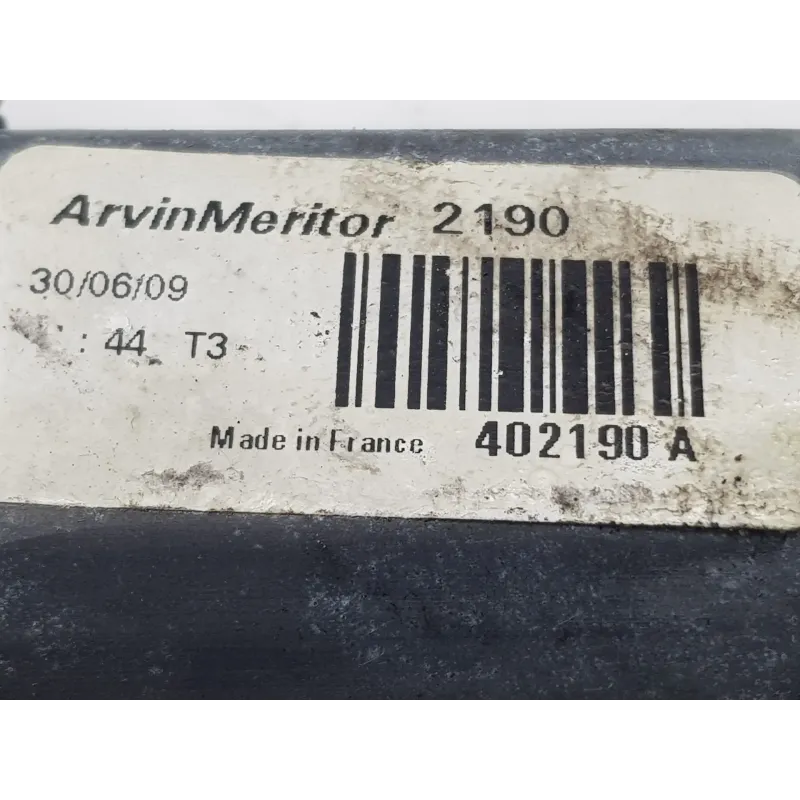 ArvinMeritor 2190
30/06/09
: 44 T3
Made in France 402190 A